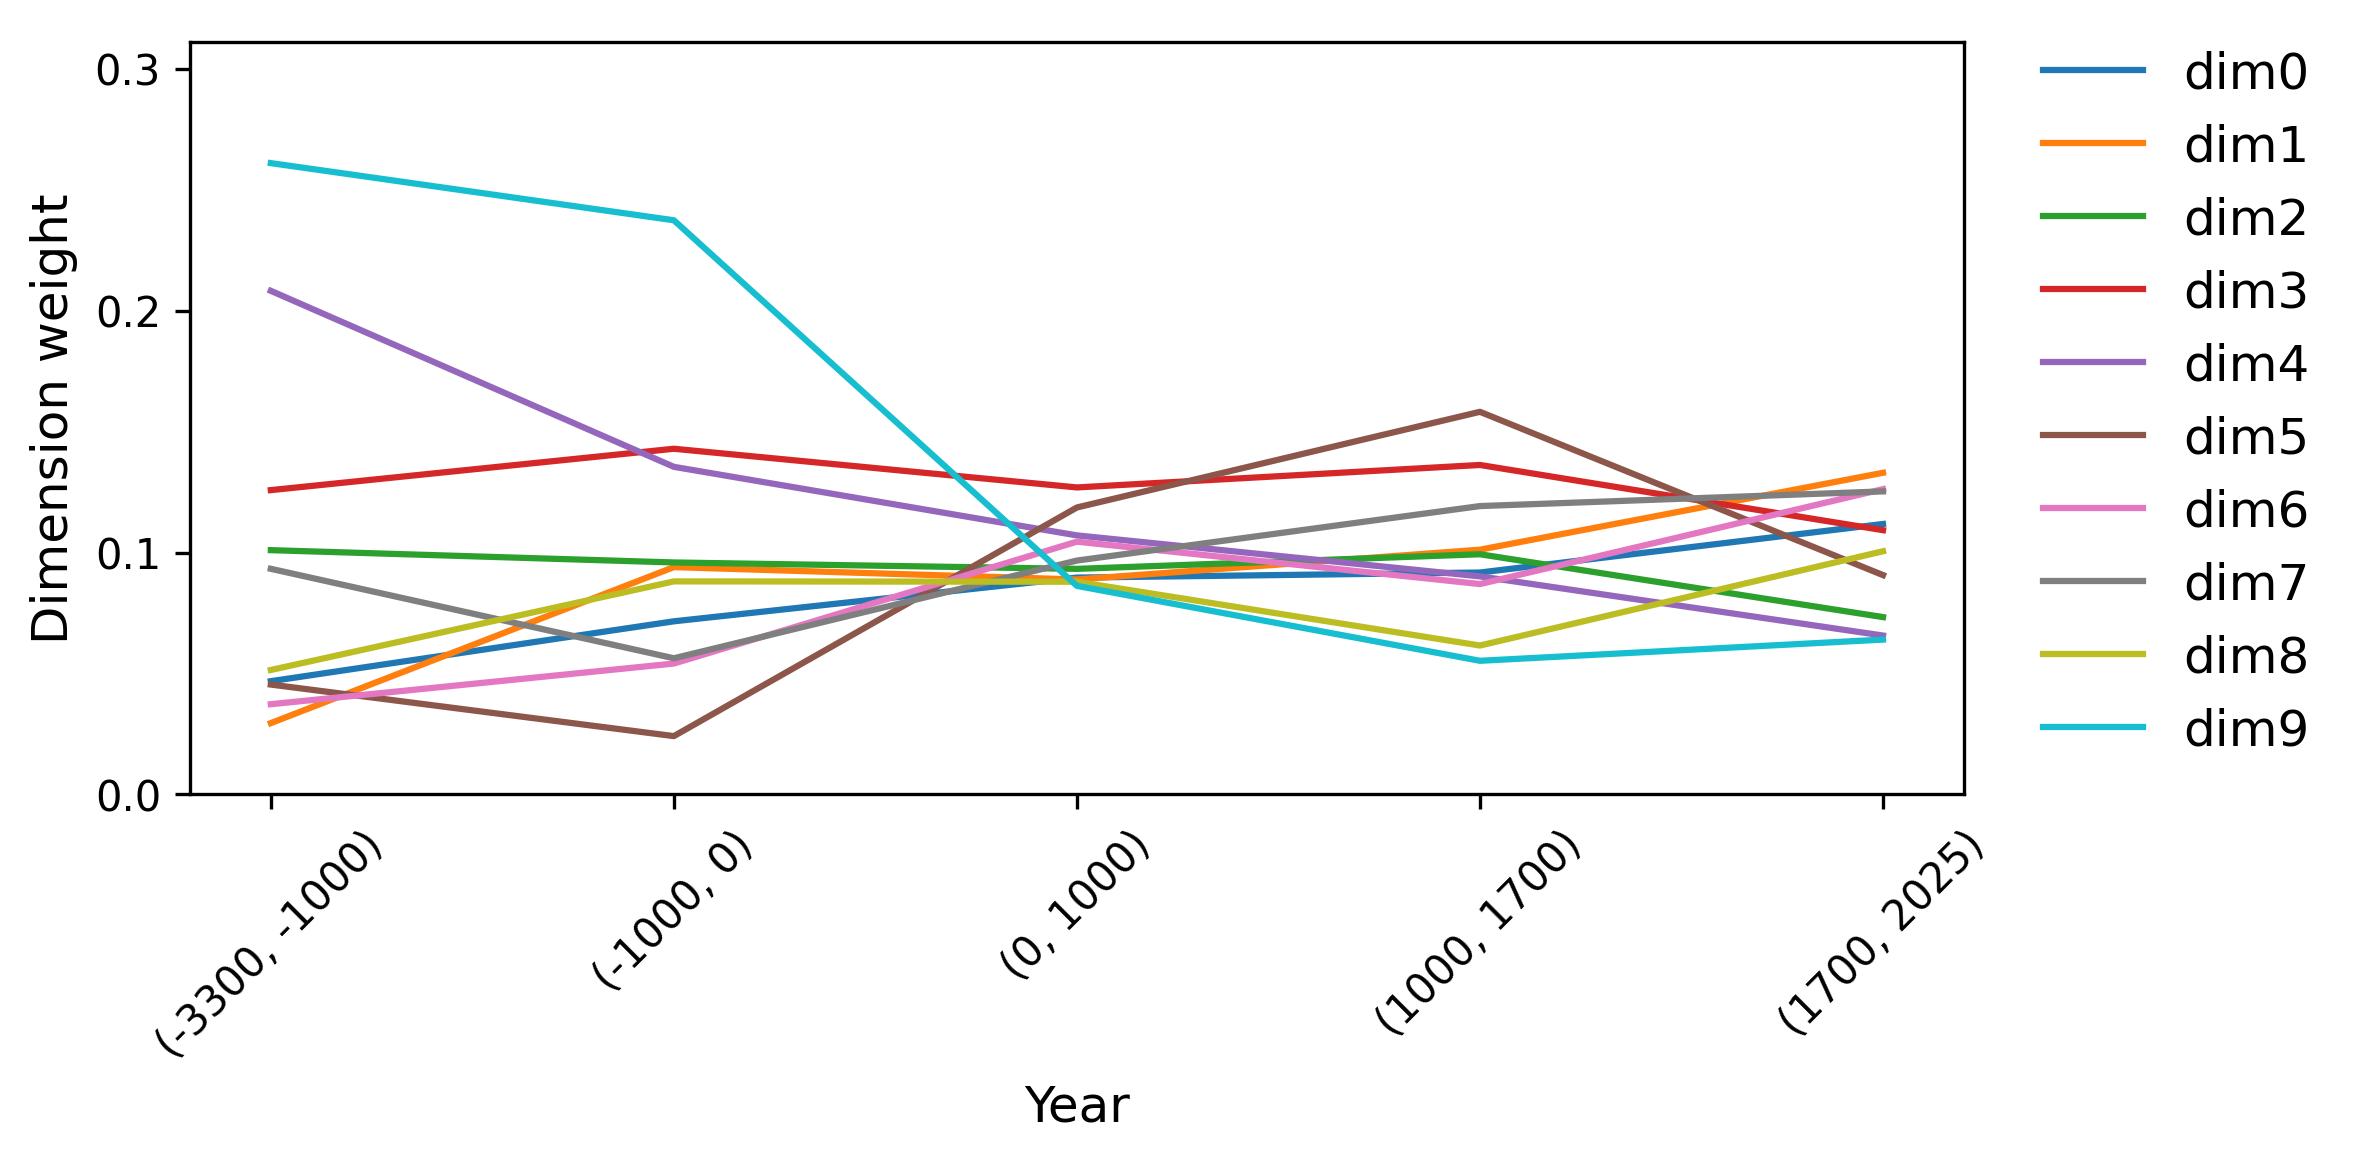 Dimension weight
0.3
0.2
0.1
0.0
(-3300, -1000)
(-1000, 0)
(0, 1000)
(1000, 1700)
(1700, 2025)
Year
dim0
dim1
dim2
dim3
dim4
dim5
dim6
dim7
dim8
dim9